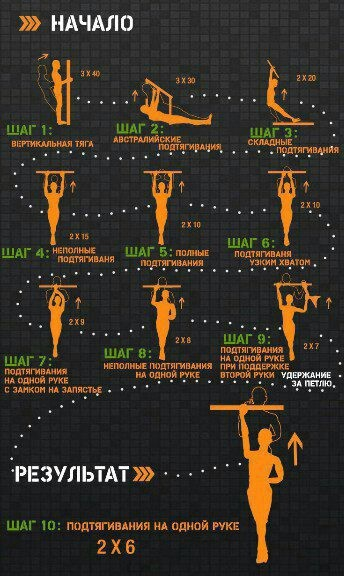 НАЧАЛО
3 X 40
ШАГ 1:
ВЕРТИКАЛЬНАЯ ТЯГА
3 X 30
ШАГ 2:
АВСТРАЛИЙСКИЕ
ПОДТЯГИВАНИЯ
2 X 20
ШАГ 3:
СКЛАДНЫЕ
ПОДТЯГИВАНИЯ
2 X 15
ШАГ 4: НЕПОЛНЫЕ
ПОДТЯГИВАНЯ
2 X 10
ШАГ 5: ПОЛНЫЕ
ПОДТЯГИВАНИЯ
2 X 10
ШАГ 6:
ПОДТЯГИВАНЯ
УЗКИМ ХВАТОМ
2 X 9
ШАГ 7:
ПОДТЯГИВАНИЯ
НА ОДНОЙ РУКЕ
С ЗАМКОМ НА ЗАПЯСТЬЕ
2 X 8
ШАГ 8:
НЕПОЛНЫЕ ПОДТЯГИВАНИЯ
НА ОДНОЙ РУКЕ
2 X 7
ШАГ 9:
ПОДТЯГИВАНИЯ
НА ОДНОЙ РУКЕ
ПРИ ПОДДЕРЖКЕ
ВТОРОЙ РУКИ
УДЕРЖАНИЕ
ЗА ПЕТЛЮ
РЕЗУЛЬТАТ
ШАГ 10: ПОДТЯГИВАНИЯ НА ОДНОЙ РУКЕ
2 X 6